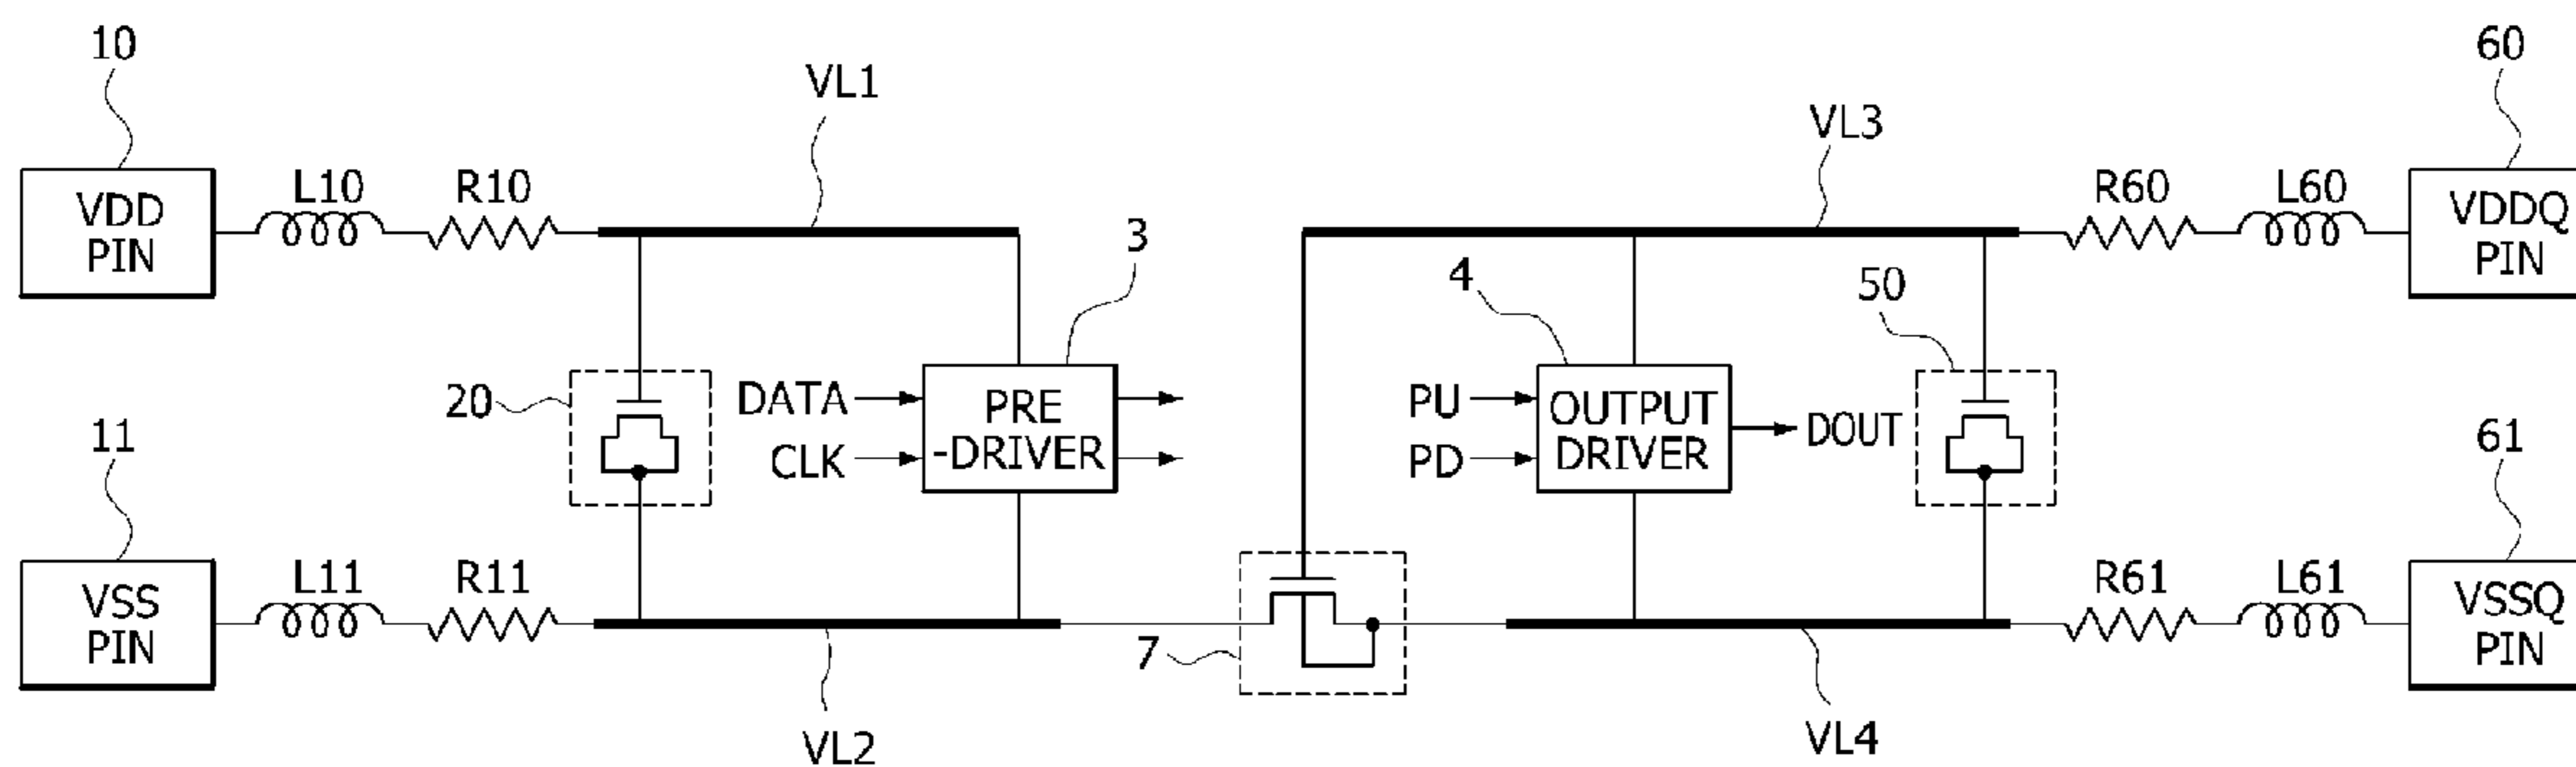 10
60
VL1
VL3
VDD
PIN
L10
R10
3
4
R60
L60
VDDQ
PIN
50
20
DATA
CLK
PRE
-DRIVER
PU
PD
OUTPUT
DRIVER
DOUT
11
61
VSS
PIN
L11
R11
7
R61
L61
VSSQ
PIN
VL2
VL4